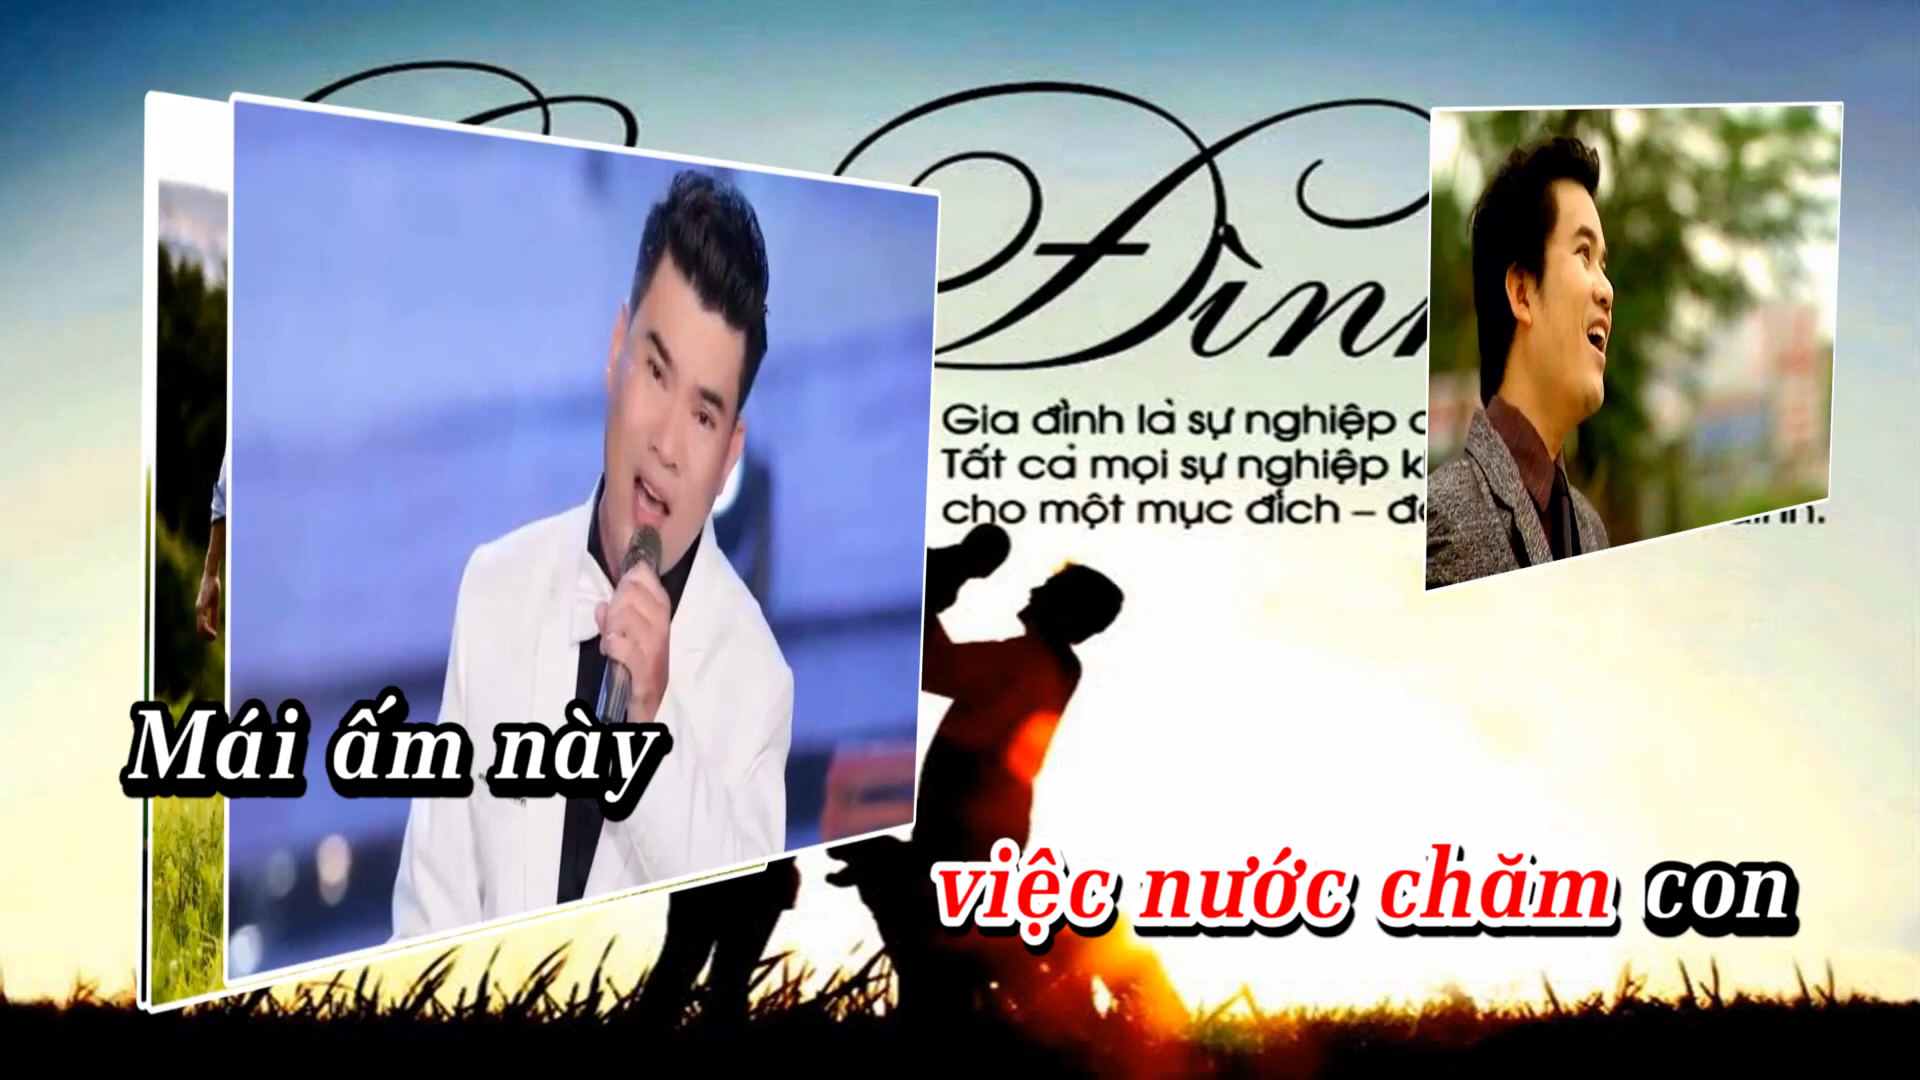 Đình
Gia đình là sự nghiệp
Tất cả mọi sự nghiệp
cho một mục đích –
Mái ấm này
việc nước chăm con